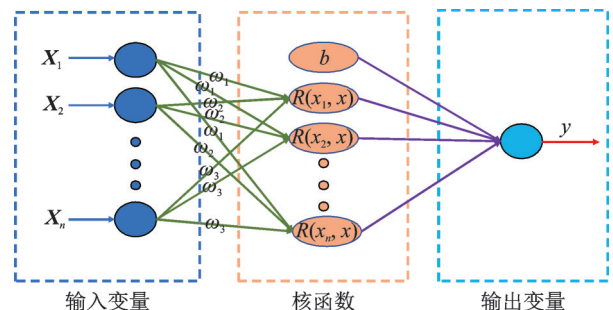 X₁
X₂
Xₙ
ω₁
ω₁
ω₂
ω₂
ω₁
ω₂
ω₃
ω₃
ω₃
b
R(x₁, x)
R(x₂, x)
R(xₙ, x)
y
输入变量
核函数
输出变量